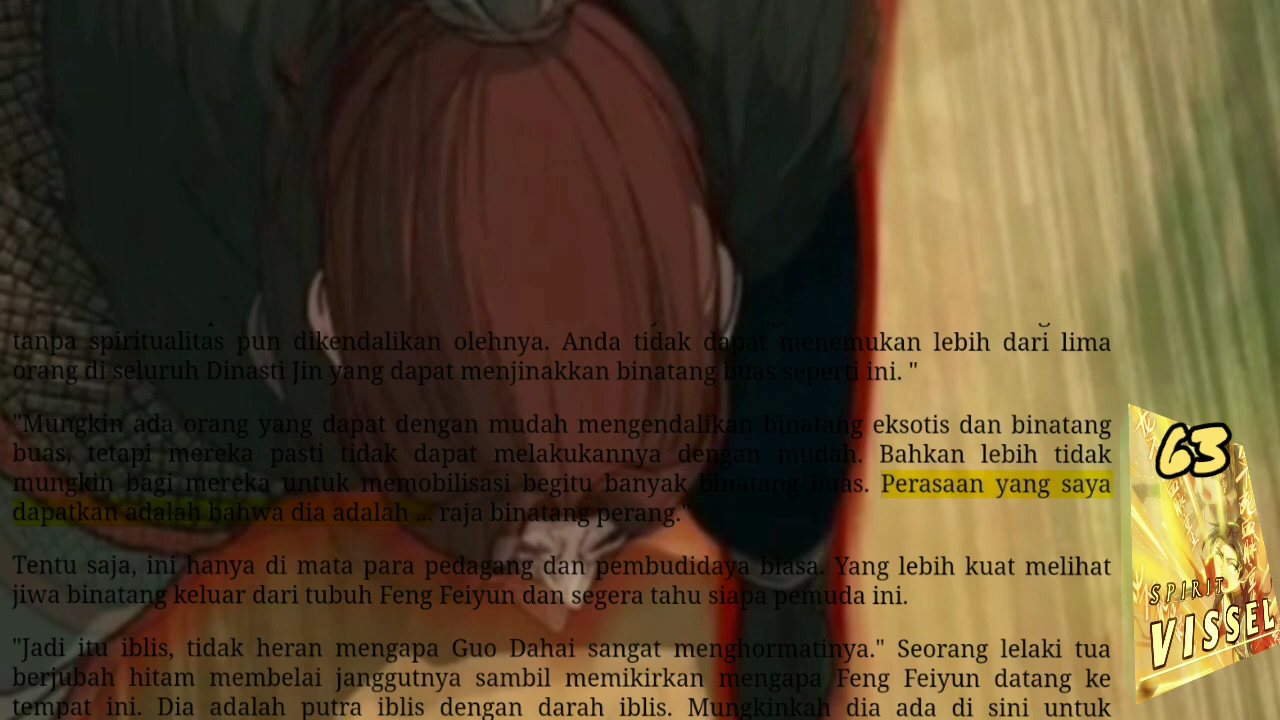 tanpa spiritualitas pun dikendalikan olehnya. Anda tidak dapat menemukan lebih dari lima
orang di seluruh Dinasti Jin yang dapat menjinakkan binatang buas seperti ini. "
"Mungkin ada orang yang dapat dengan mudah mengendalikan binatang eksotis dan binatang
buas, tetapi mereka pasti tidak dapat melakukannya dengan mudah. Bahkan lebih tidak
mungkin bagi mereka untuk memobilisasi begitu banyak binatang buas. Perasaan yang saya
dapatkan adalah bahwa dia adalah ... raja binatang perang."
Tentu saja, ini hanya di mata para pedagang dan pembudidaya biasa. Yang lebih kuat melihat
jiwa binatang keluar dari tubuh Feng Feiyun dan segera tahu siapa pemuda ini.
"Jadi itu iblis, tidak heran mengapa Guo Dahai sangat menghormatinya." Seorang lelaki tua
berjubah hitam membelai janggutnya sambil memikirkan mengapa Feng Feiyun datang ke
tempat ini. Dia adalah putra iblis dengan darah iblis. Mungkinkah dia ada di sini untuk
63
SPIRIT
VISSEL